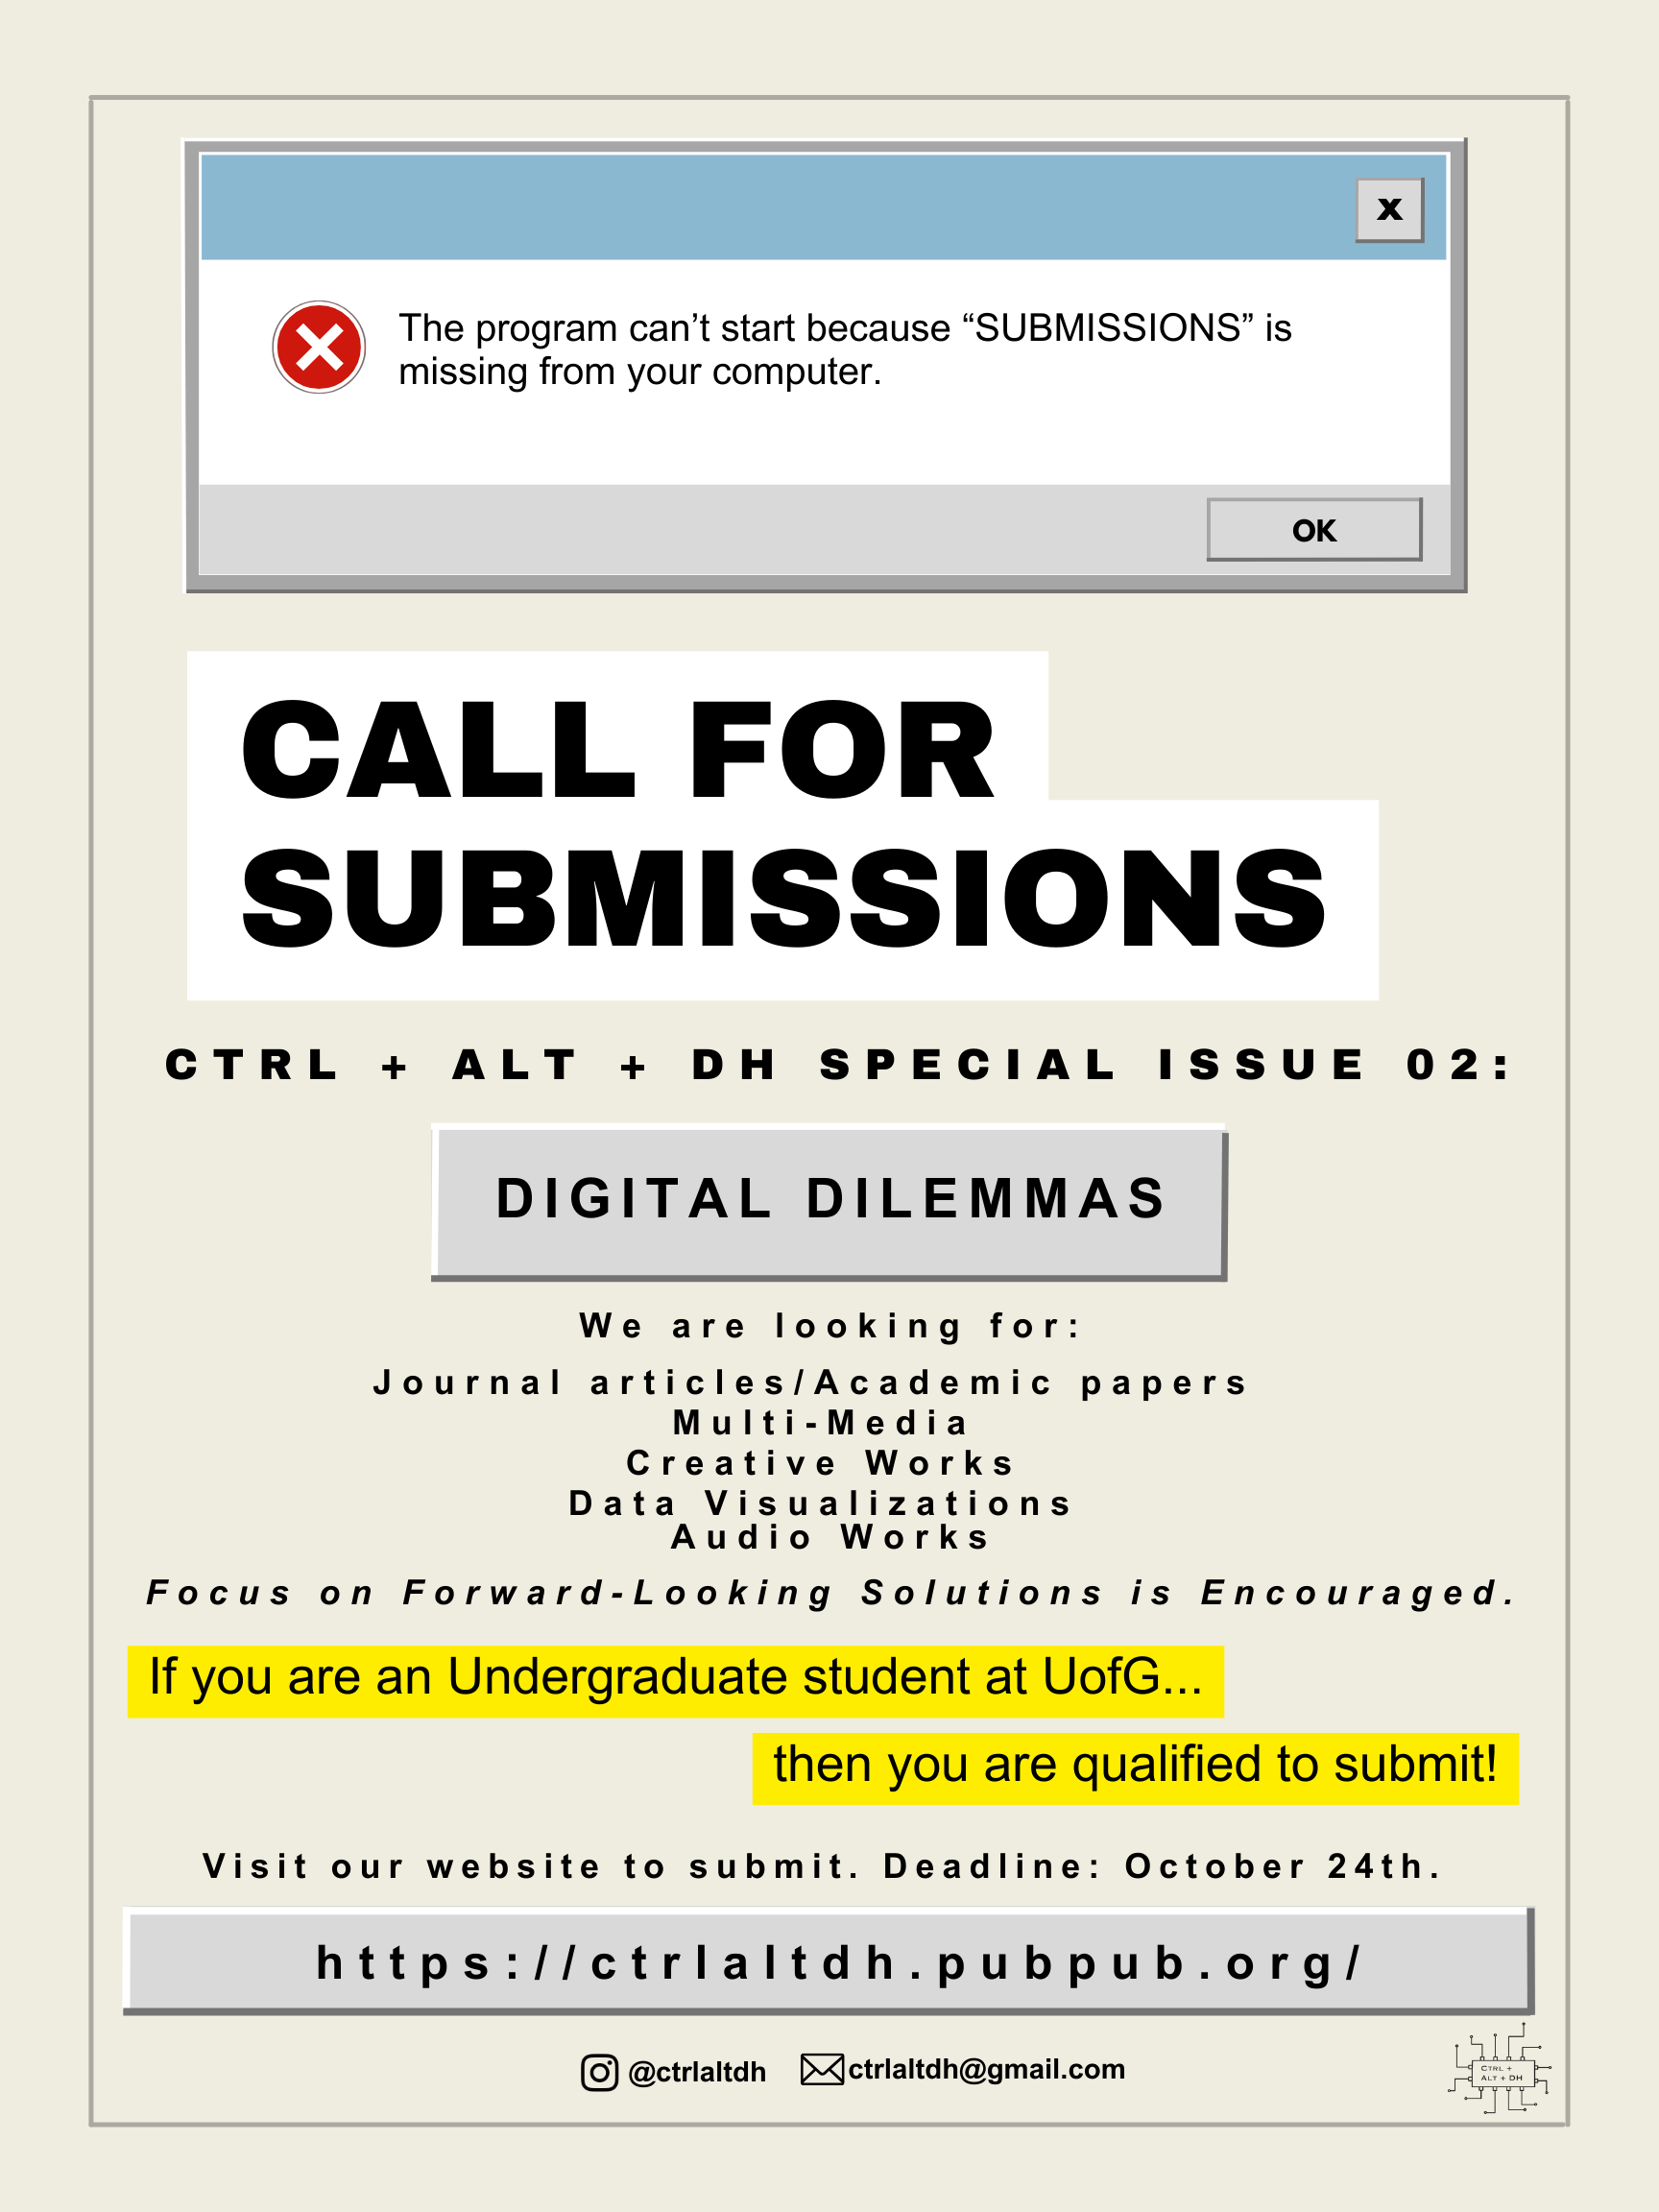 X
The program can’t start because “SUBMISSIONS” is
missing from your computer.
OK
CALL FOR
SUBMISSIONS
CTRL + ALT + DH SPECIAL ISSUE 02:
DIGITAL DILEMMAS
We are looking for:
Journal articles/Academic papers
Multi-Media
Creative Works
Data Visualizations
Audio Works
Focus on Forward-Looking Solutions is Encouraged.
If you are an Undergraduate student at UofG...
then you are qualified to submit!
Visit our website to submit. Deadline: October 24th.
https://ctrlaltdh.pubpub.org/
@ctrlaltdh ctrlaltdh@gmail.com
CTRL +
ALT + DH